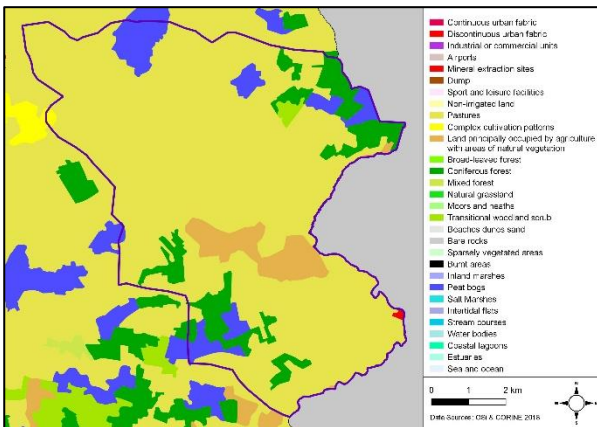 Continuous urban fabric
Discontinuous urban fabric
Industrial or commercial units
Airports
Mineral extraction sites
Dump
Sport and leisure facilities
Non-irrigated land
Pastures
Complex cultivation patterns
Land principally occupied by agriculture
with areas of natural vegetation
Broad-leaved forest
Coniferous forest
Mixed forest
Natural grassland
Moors and heaths
Transitional wood and scrub
Beaches dunes sand
Bare rocks
Sparsely vegetated areas
Burnt areas
Inland marshes
Peat bogs
Salt Marshes
Intertidal flats
Stream courses
Water bodies
Coastal lagoons
Estuaries
Sea and ocean
0 1 2 km
Data Sources: OSi & CORINE 2018